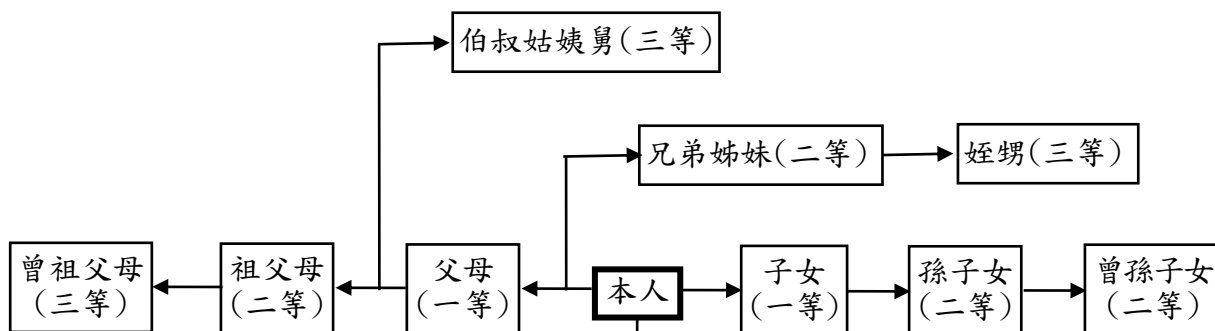 伯叔姑姨舅(三等)
兄弟姊妹(二等)
姪甥(三等)
曾祖父母
(三等)
祖父母
(二等)
父母
(一等)
本人
子女
(一等)
孫子女
(二等)
曾孫子女
(二等)